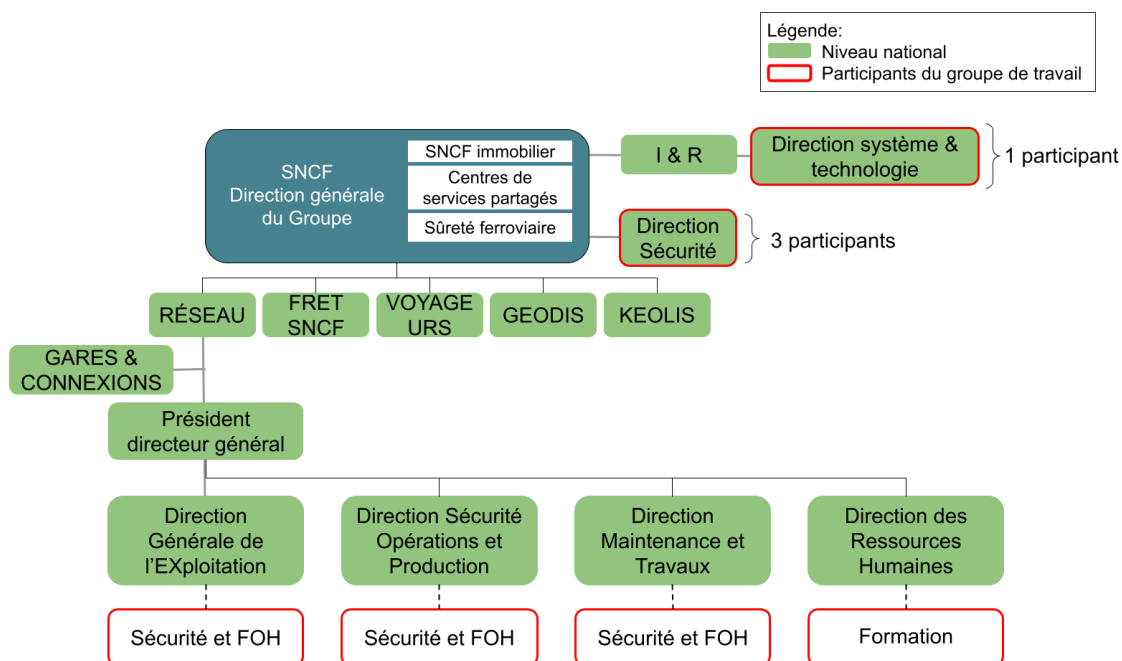 Légende:
Niveau national
Participants du groupe de travail
SNCF
Direction générale
du Groupe
SNCF immobilier
Centres de
services partagés
Sûreté ferroviaire
I & R
Direction système &
technologie
1 participant
Direction
Sécurité
3 participants
RÉSEAU
FRET
SNCF
VOYAGE
URS
GEODIS
KEOLIS
GARES &
CONNEXIONS
Président
directeur général
Direction
Générale de
l'EXploitation
Direction Sécurité
Opérations et
Production
Direction
Maintenance et
Travaux
Direction des
Ressources
Humaines
Sécurité et FOH
Sécurité et FOH
Sécurité et FOH
Formation